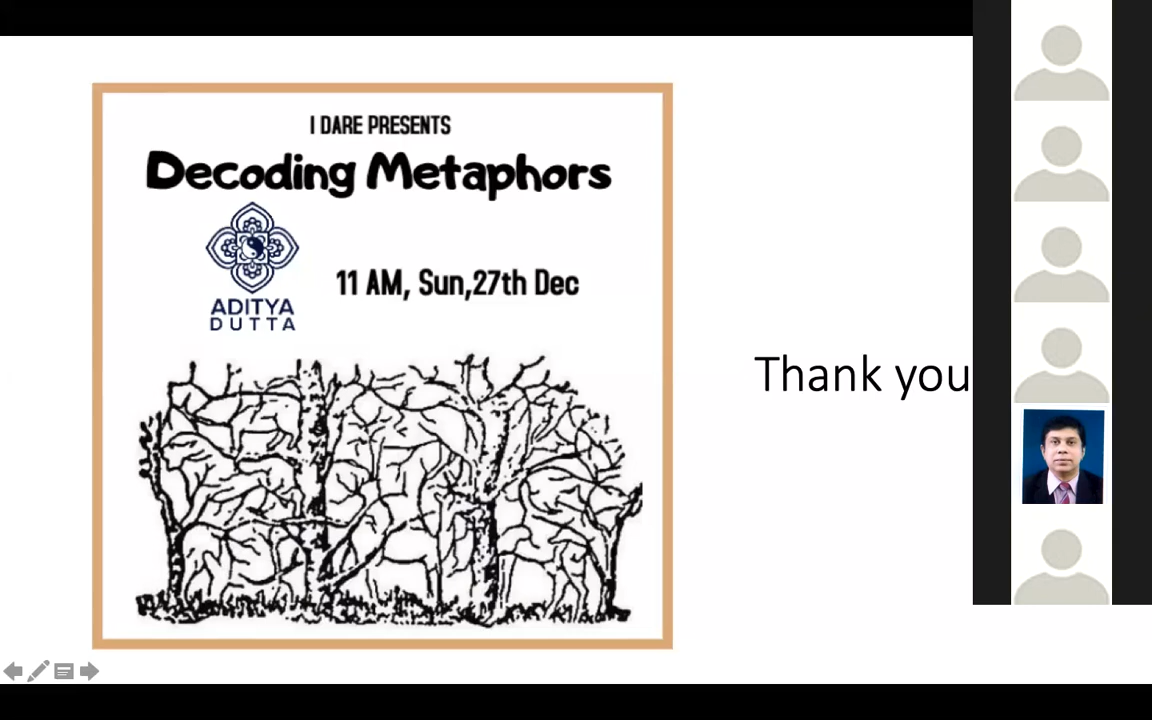 I DARE PRESENTS
Decoding Metaphors
11 AM, Sun,27th Dec
ADITYA
DUTTA
Thank you